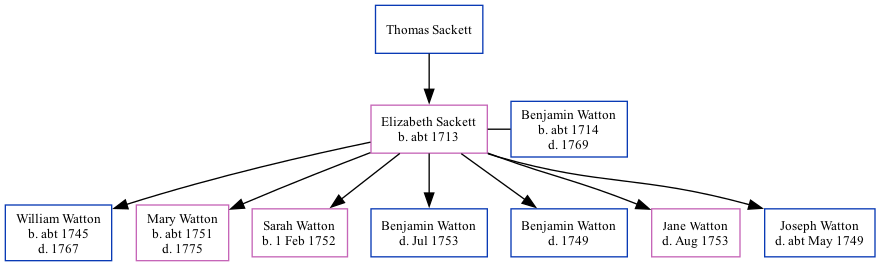 Thomas Sackett
Elizabeth Sackett
b. abt 1713
Benjamin Watton
b. abt 1714
d. 1769
William Watton
b. abt 1745
d. 1767
Mary Watton
b. abt 1751
d. 1775
Sarah Watton
b. 1 Feb 1752
Benjamin Watton
d. Jul 1753
Benjamin Watton
d. 1749
Jane Watton
d. Aug 1753
Joseph Watton
d. abt May 1749